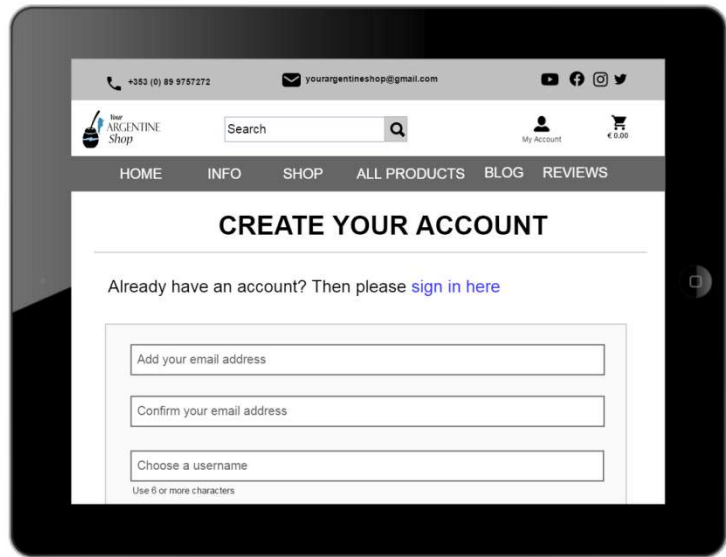 +353 (0) 89 9757272
yourargentineshop@gmail.com
Your
ARGENTINE
Shop
Search
My Account
€ 0.00
HOME INFO SHOP ALL PRODUCTS BLOG REVIEWS
CREATE YOUR ACCOUNT
Already have an account? Then please sign in here
Add your email address
Confirm your email address
Choose a username
Use 6 or more characters